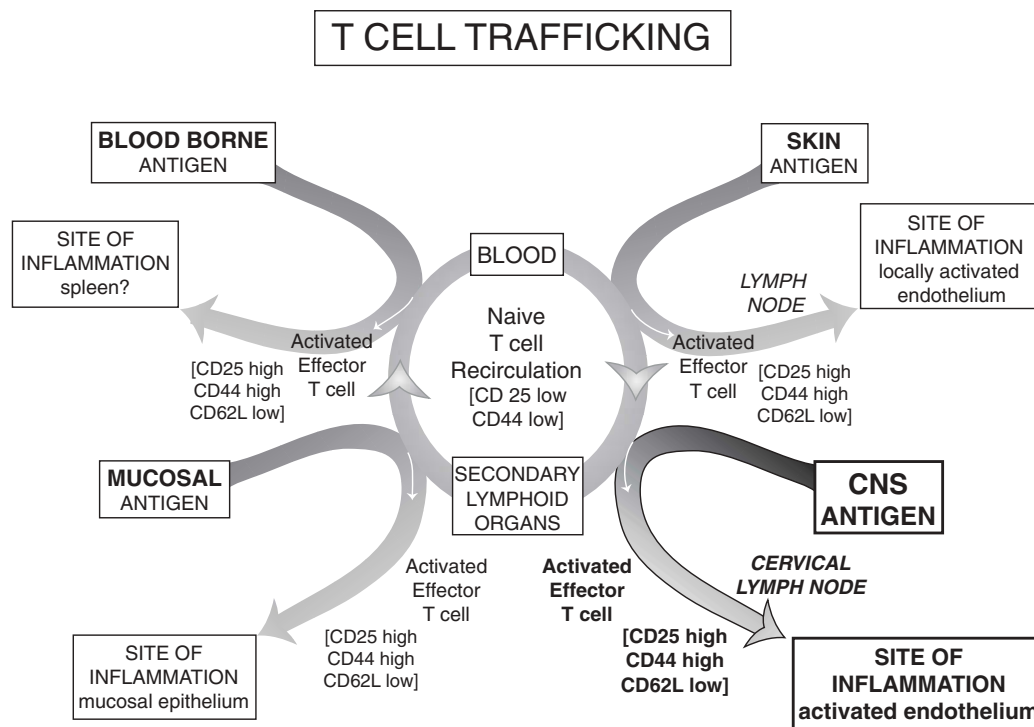 T CELL TRAFFICKING
BLOOD BORNE
ANTIGEN
SKIN
ANTIGEN
SITE OF
INFLAMMATION
spleen?
BLOOD
LYMPH
NODE
SITE OF
INFLAMMATION
locally activated
endothelium
Naive
T cell
Recirculation
[CD 25 low
CD44 low]
Activated
Effector
T cell
[CD25 high
CD44 high
CD62L low]
Activated
Effector
T cell
[CD25 high
CD44 high
CD62L low]
MUCOSAL
ANTIGEN
SECONDARY
LYMPHOID
ORGANS
CNS
ANTIGEN
Activated
Effector
T cell
[CD25 high
CD44 high
CD62L low]
Activated
Effector
T cell
[CD25 high
CD44 high
CD62L low]
CERVICAL
LYMPH NODE
SITE OF
INFLAMMATION
mucosal epithelium
SITE OF
INFLAMMATION
activated endothelium